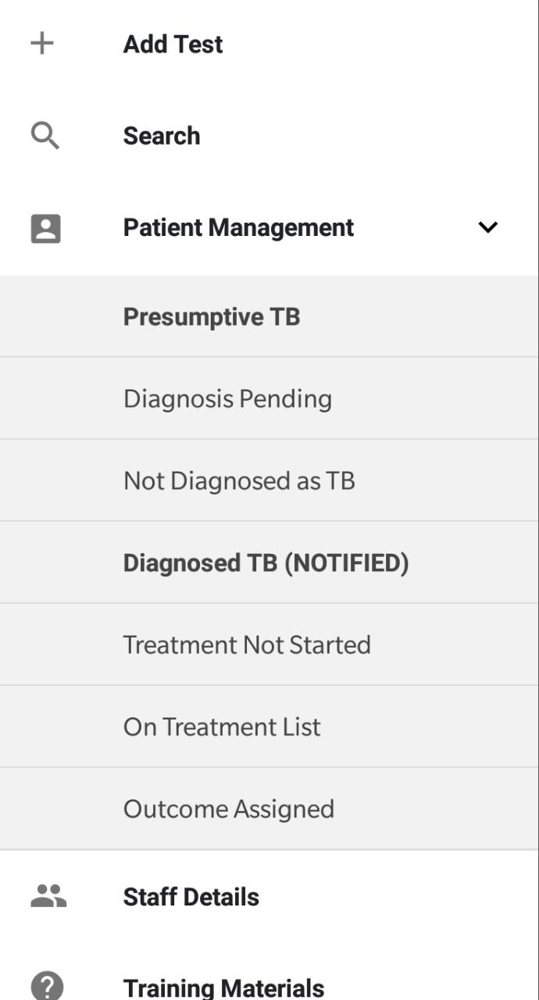 Add Test
Search
Patient Management
Presumptive TB
Diagnosis Pending
Not Diagnosed as TB
Diagnosed TB (NOTIFIED)
Treatment Not Started
On Treatment List
Outcome Assigned
Staff Details
Training Materials